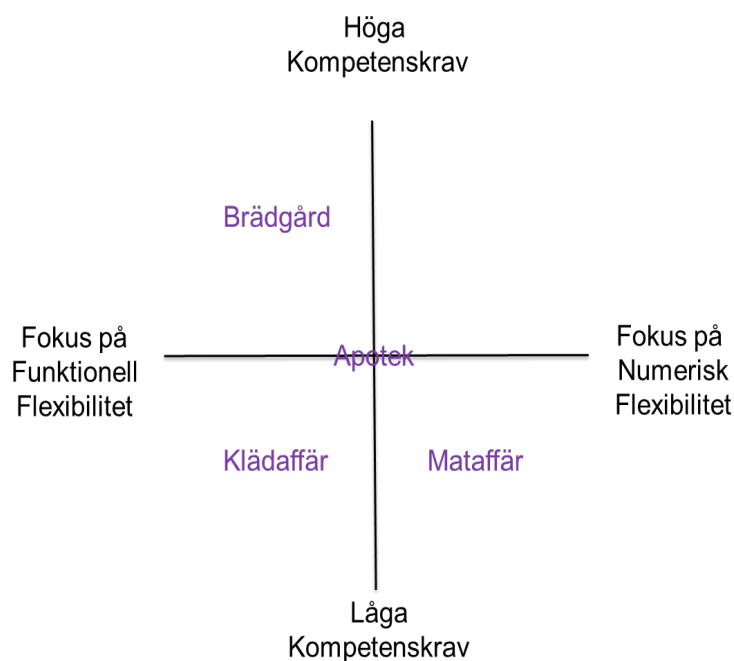 Höga
Kompetenskrav
Brädgård
Fokus på
Funktionell
Flexibilitet
Apotek
Fokus på
Numerisk
Flexibilitet
Klädaffär
Mataffär
Låga
Kompetenskrav